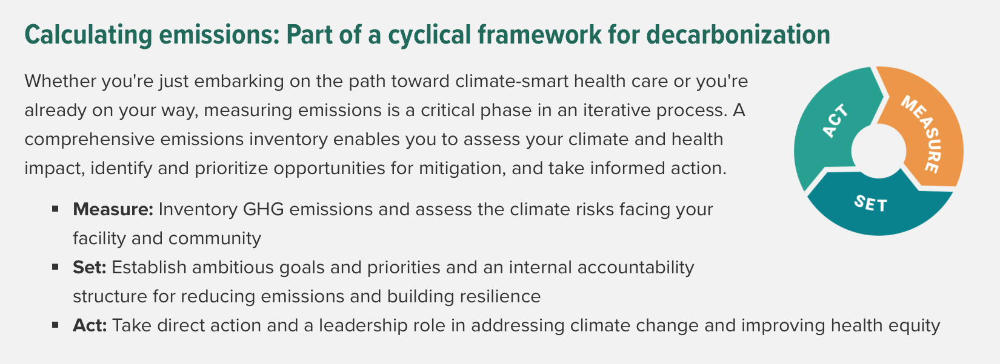 Calculating emissions: Part of a cyclical framework for decarbonization
Whether you're just embarking on the path toward climate-smart health care or you're
already on your way, measuring emissions is a critical phase in an iterative process. A
comprehensive emissions inventory enables you to assess your climate and health
impact, identify and prioritize opportunities for mitigation, and take informed action.
▪ Measure: Inventory GHG emissions and assess the climate risks facing your
facility and community
▪ Set: Establish ambitious goals and priorities and an internal accountability
structure for reducing emissions and building resilience
▪ Act: Take direct action and a leadership role in addressing climate change and improving health equity
ACT
MEASURE
SET